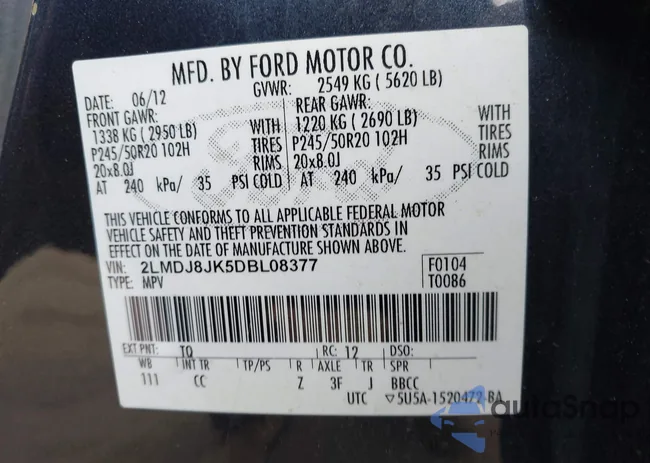 MFD. BY FORD MOTOR CO.
DATE: 06/12 GVWR: 2549 KG ( 5620 LB)
FRONT GAWR: REAR GAWR:
1338 KG ( 2950 LB) WITH 1220 KG ( 2690 LB) WITH
P245/50R20 102H TIRES P245/50R20 102H TIRES
20x8.0J RIMS 20x8.0J RIMS
AT 240 kPa/ 35 PSI COLD AT 240 kPa/ 35 PSI COLD
THIS VEHICLE CONFORMS TO ALL APPLICABLE FEDERAL MOTOR
VEHICLE SAFETY AND THEFT PREVENTION STANDARDS IN
EFFECT ON THE DATE OF MANUFACTURE SHOWN ABOVE.
VIN: 2LMDJ8JK5DBL08377 F0104
TYPE: MPV T0086
EXT PNT: TQ RC: 12 DSO:
WB INT TR TP/PS R AXLE TR SPR
111 CC Z 3F J BBCC
UTC ▽5U5A-1520472-BA
autoSnap